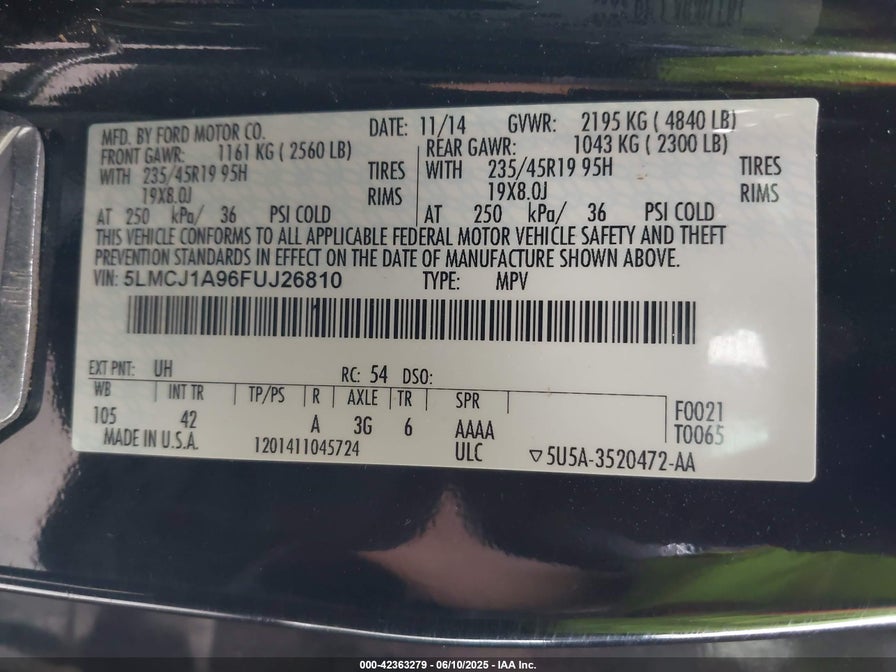 MFD. BY FORD MOTOR CO. DATE: 11/14 GVWR: 2195 KG ( 4840 LB)
FRONT GAWR: 1161 KG ( 2560 LB) REAR GAWR: 1043 KG ( 2300 LB)
WITH 235/45R19 95H TIRES WITH 235/45R19 95H TIRES
19X8.0J RIMS 19X8.0J RIMS
AT 250 kPa/ 36 PSI COLD AT 250 kPa/ 36 PSI COLD
THIS VEHICLE CONFORMS TO ALL APPLICABLE FEDERAL MOTOR VEHICLE SAFETY AND THEFT
PREVENTION STANDARDS IN EFFECT ON THE DATE OF MANUFACTURE SHOWN ABOVE.
VIN: 5LMCJ1A96FUJ26810 TYPE: MPV
EXT PNT: UH RC: 54 DSO:
WB INT TR TP/PS R AXLE TR SPR
105 42 A 3G 6 AAAA F0021
MADE IN U.S.A. 1201411045724 ULC T0065
▽5U5A-3520472-AA
000-42363279 - 06/10/2025 - IAA Inc.